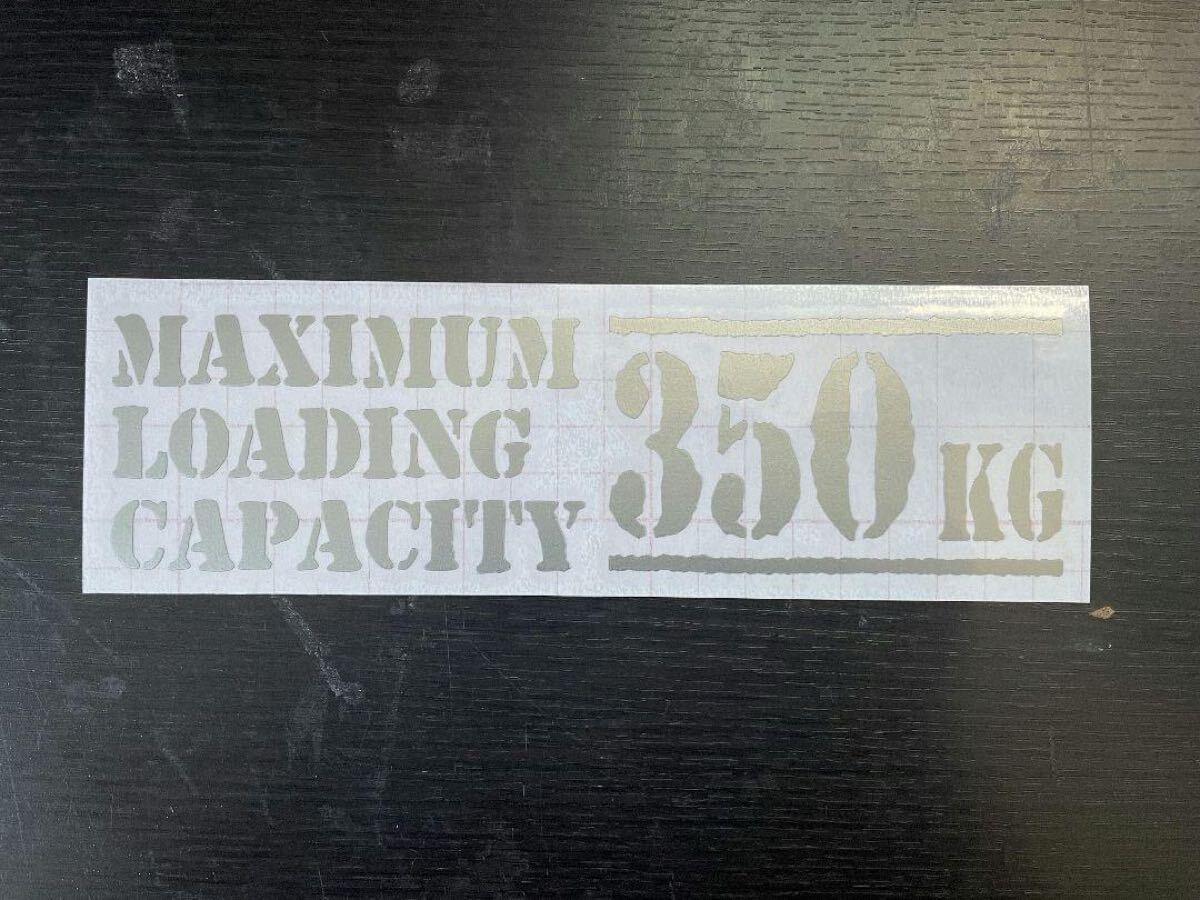 MAXIMUM
LOADING
CAPACITY
350 KG